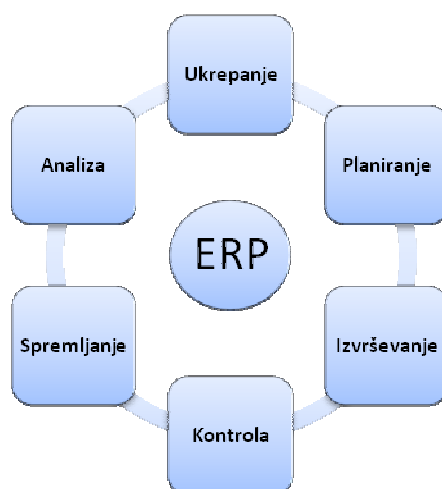 Ukrepanje
Analiza
Planiranje
ERP
Spremljanje
Izvrševanje
Kontrola